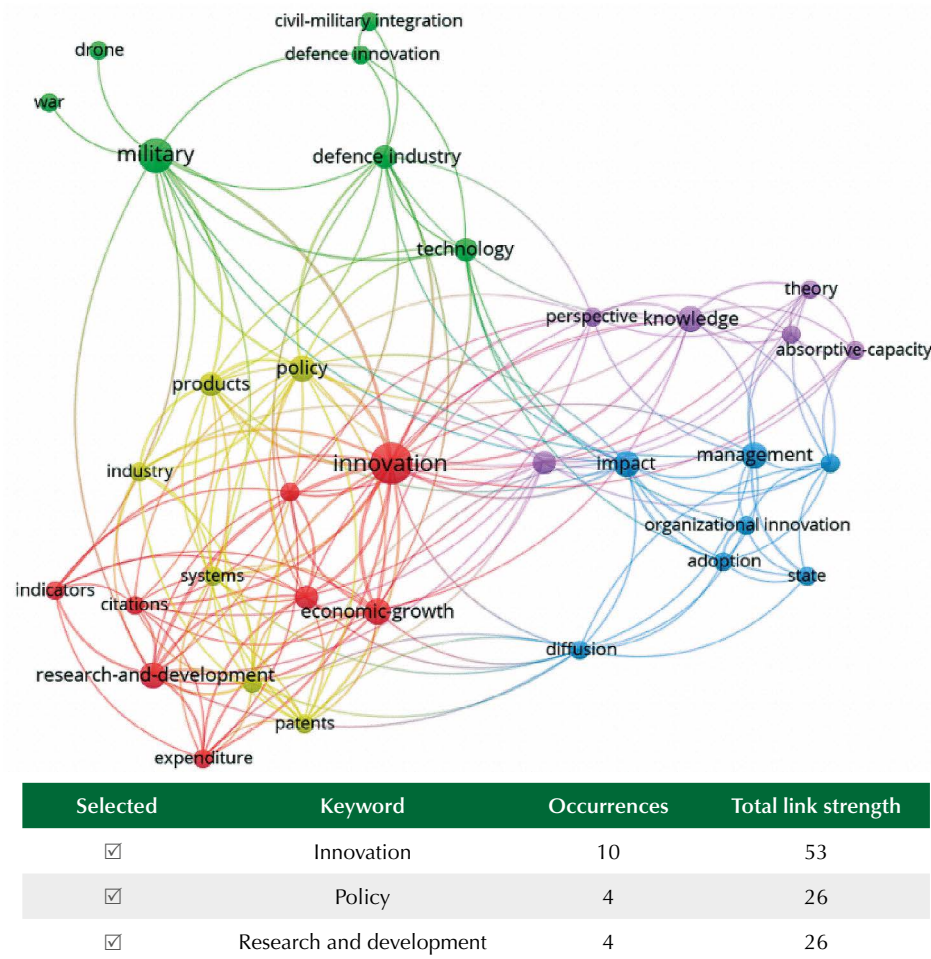 civil-military integration
drone
defence innovation
war
military
defence industry
technology
theory
perspective
knowledge
absorptive-capacity
policy
products
innovation
impact
management
industry
organizational innovation
adoption
systems
state
indicators
citations
economic-growth
diffusion
research-and-development
patents
expenditure
Selected Keyword Occurrences Total link strength
☑ Innovation 10 53
☑ Policy 4 26
☑ Research and development 4 26